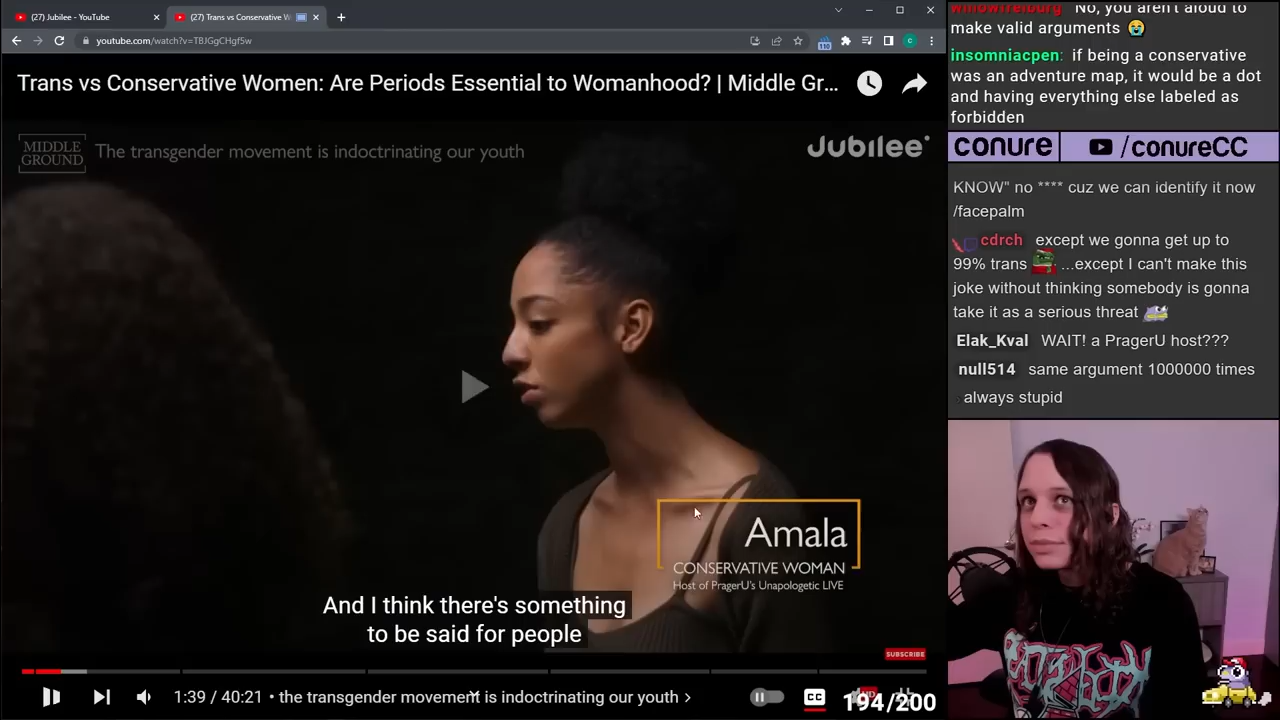 (27) Jubilee - YouTube
(27) Trans vs Conservative W
youtube.com/watch?v=TBJGgCHgf5w
Trans vs Conservative Women: Are Periods Essential to Womanhood? | Middle Gr...
MIDDLE
GROUND
The transgender movement is indoctrinating our youth
Jubilee
Amala
CONSERVATIVE WOMAN
Host of PragerU's Unapologetic LIVE
And I think there's something
to be said for people
SUBSCRIBE
1:39 / 40:21 • the transgender movement is indoctrinating our youth
CC
194/200
willowfreiburg No, you aren't aloud to
make valid arguments
insomniacpen: if being a conservative
was an adventure map, it would be a dot
and having everything else labeled as
forbidden
conure
/conureCC
KNOW" no **** cuz we can identify it now
/facepalm
cdrch except we gonna get up to
99% trans ...except I can't make this
joke without thinking somebody is gonna
take it as a serious threat
Elak_Kval WAIT! a PragerU host???
null514 same argument 1000000 times
always stupid